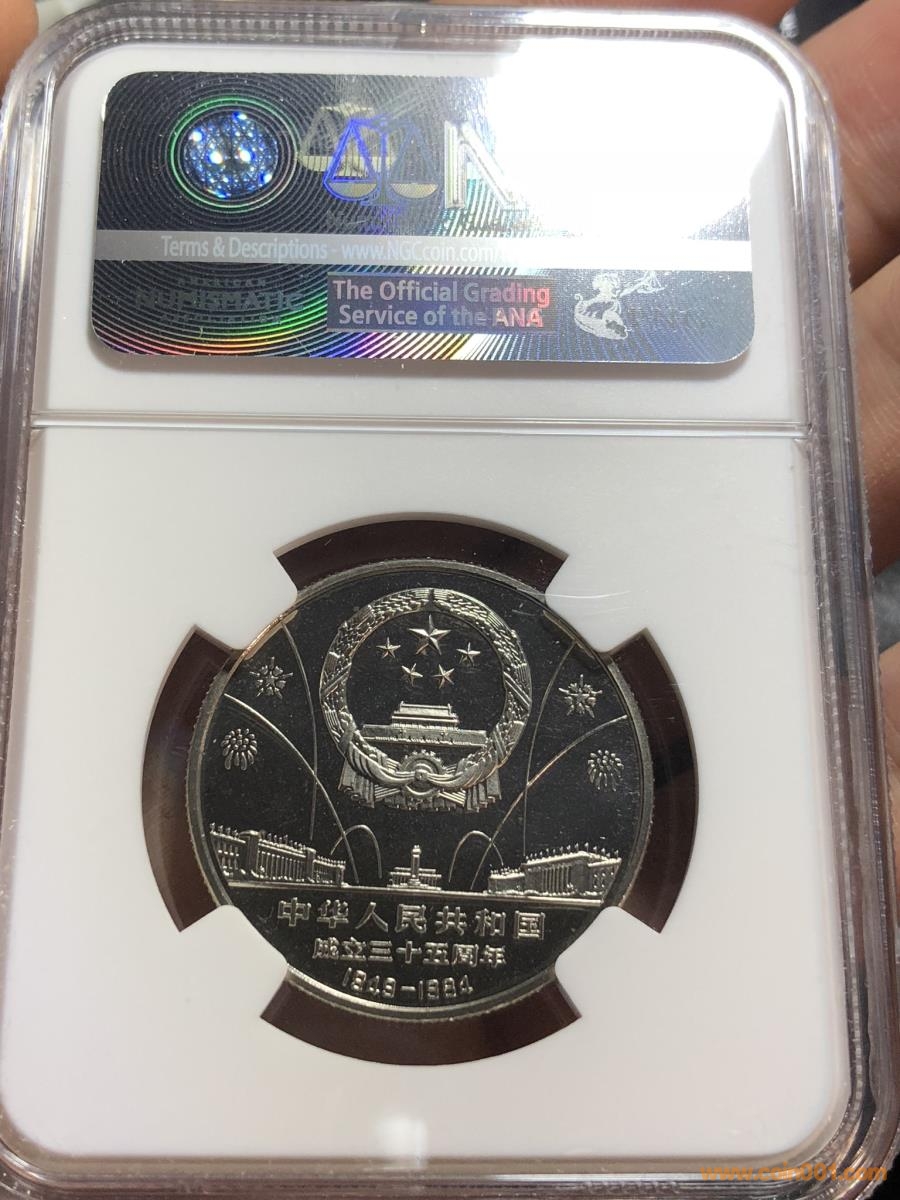 Terms & Descriptions - www.NGCcoin.com/
NUMISMATIC
The Official Grading
Service of the ANA
中华人民共和国
成立三十五周年
1949-1984
www.coin001.com